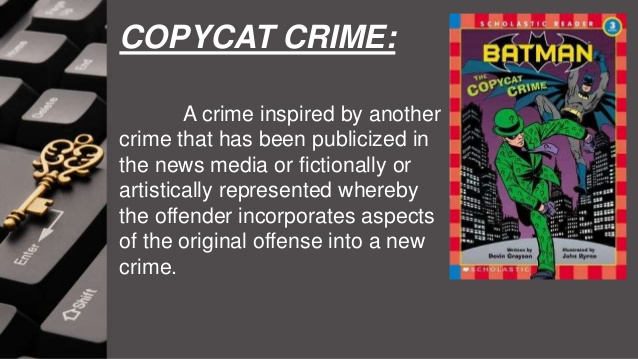 COPYCAT CRIME:
A crime inspired by another
crime that has been publicized in
the news media or fictionally or
artistically represented whereby
the offender incorporates aspects
of the original offense into a new
crime.
SCHOLASTIC READER 3
BATMAN
THE
COPYCAT
CRIME
Written by
Devin Grayson
Illustrated by
John Byrne
SCHOLASTIC
Home
End
Delete
Enter
Shift